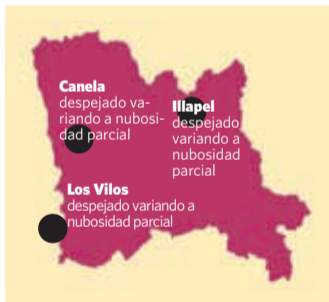 Canela
despejado va-
riando a nubosi-
dad parcial
Illapel
despejado
variando a
nubosidad
parcial
Los Vilos
despejado variando a
nubosidad parcial